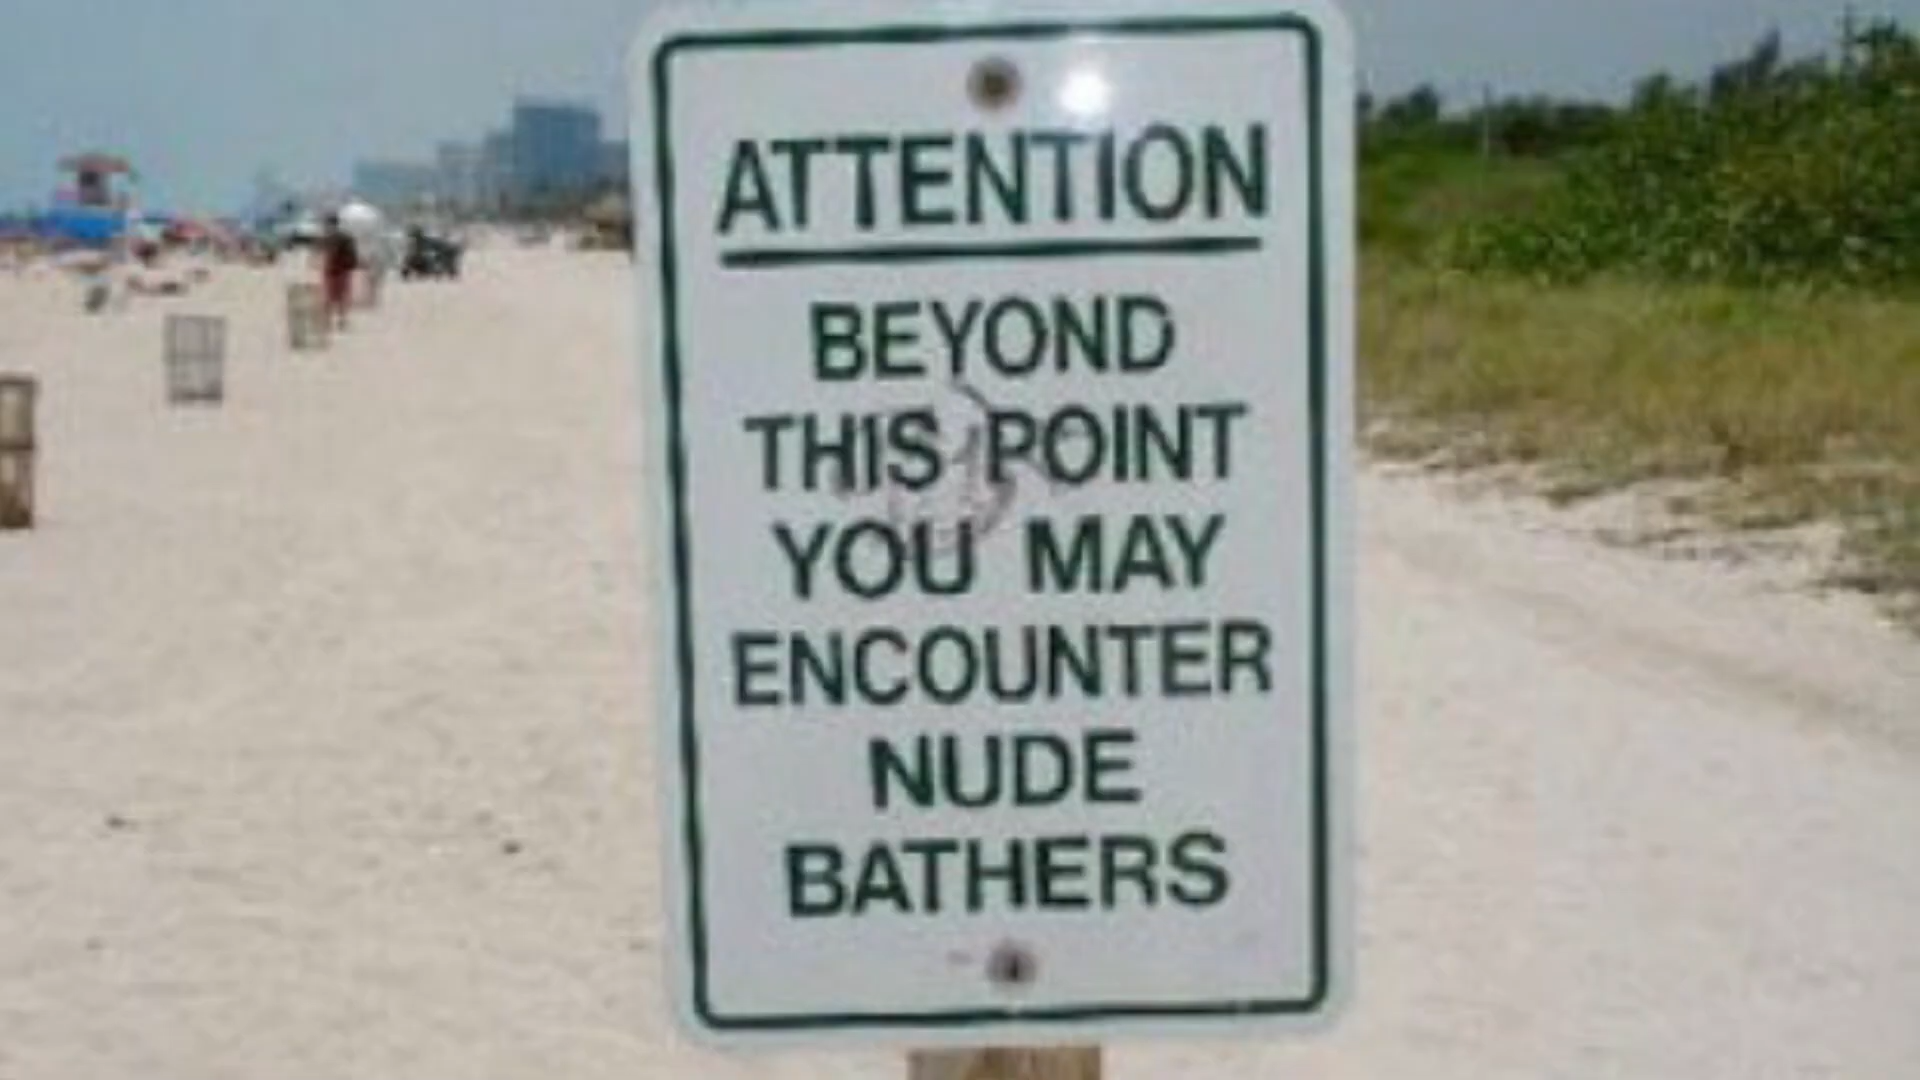 ATTENTION
BEYOND
THIS POINT
YOU MAY
ENCOUNTER
NUDE
BATHERS